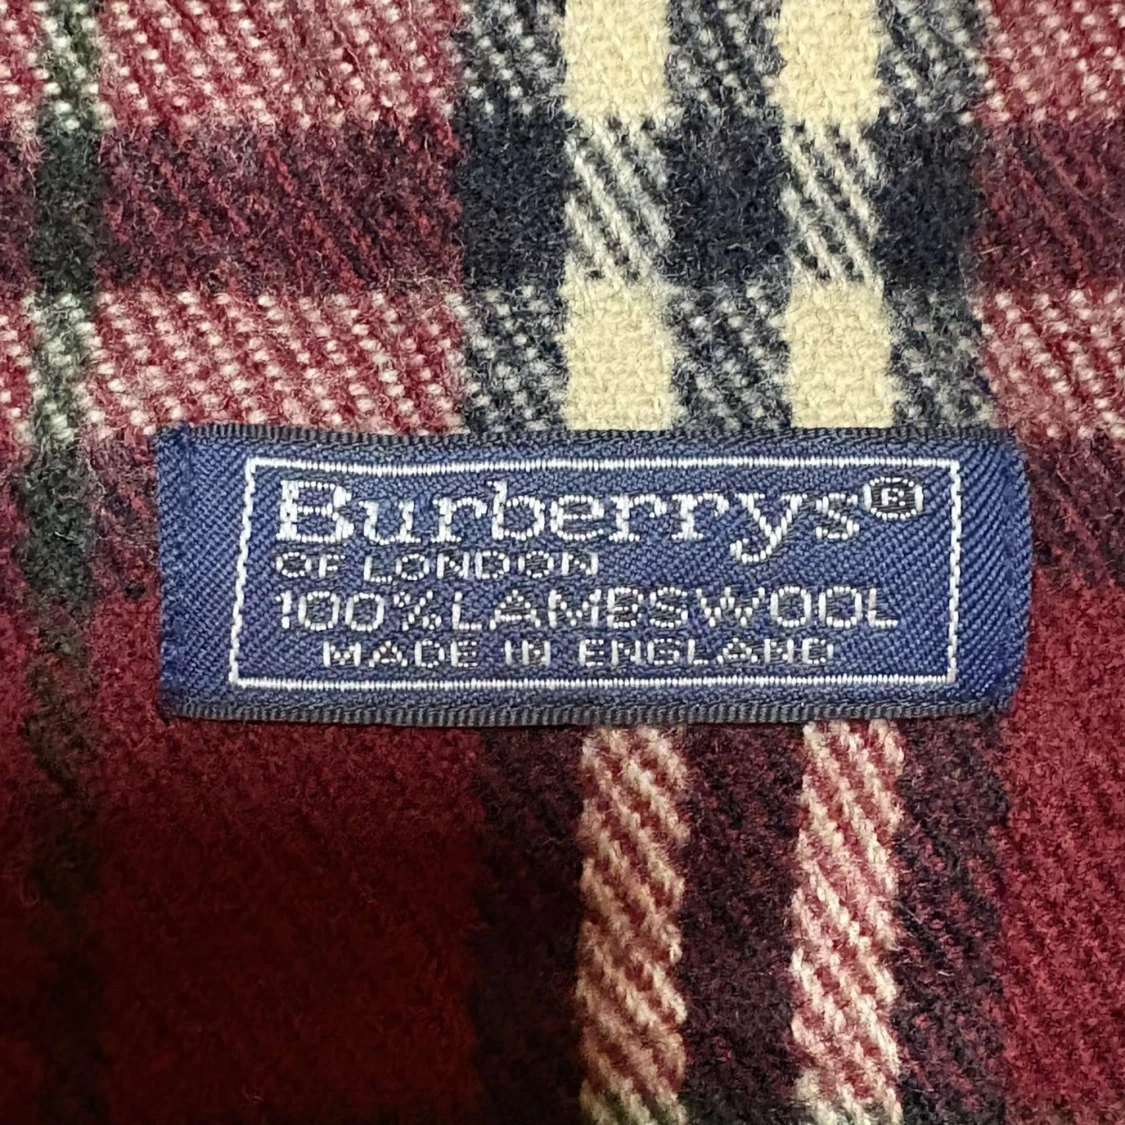 Burberrys®
OF LONDON
100% LAMBSWOOL
MADE IN ENGLAND